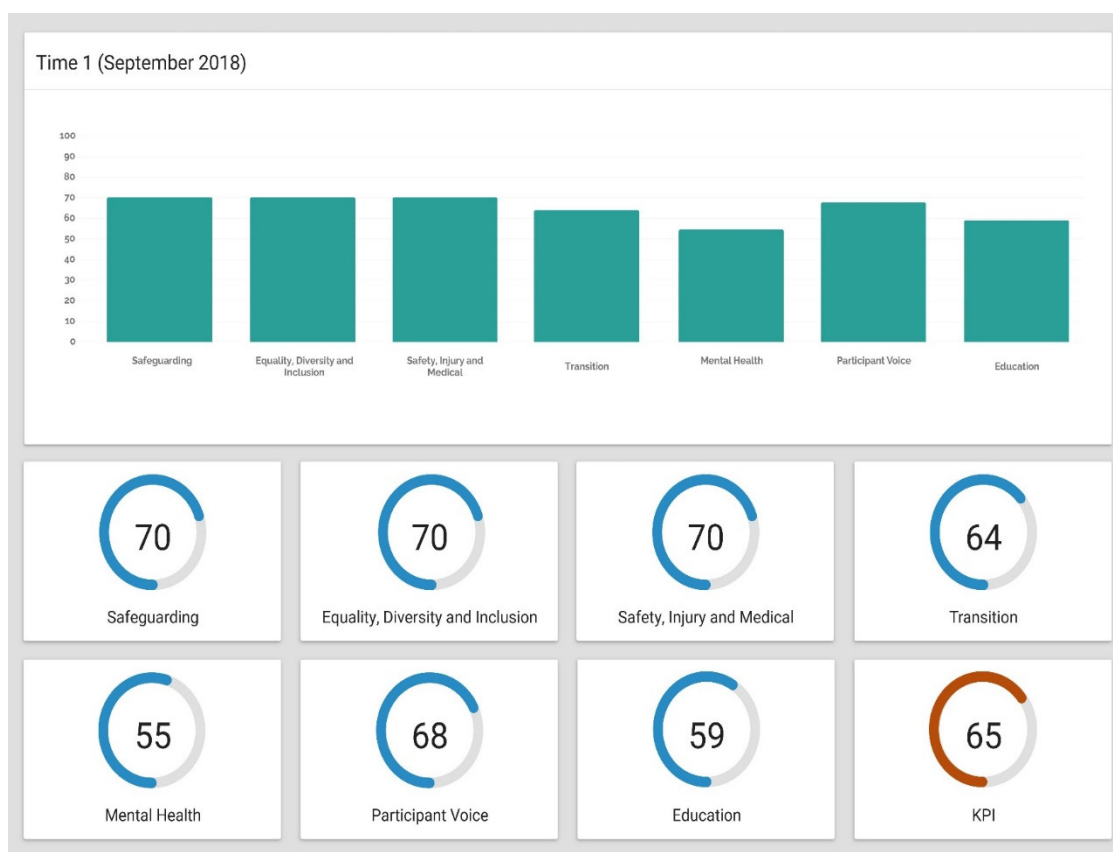 Time 1 (September 2018)
100
90
80
70
60
50
40
30
20
10
0
Safeguarding
Equality, Diversity and
Inclusion
Safety, Injury and
Medical
Transition
Mental Health
Participant Voice
Education
70
Safeguarding
70
Equality, Diversity and Inclusion
70
Safety, Injury and Medical
64
Transition
55
Mental Health
68
Participant Voice
59
Education
65
KPI